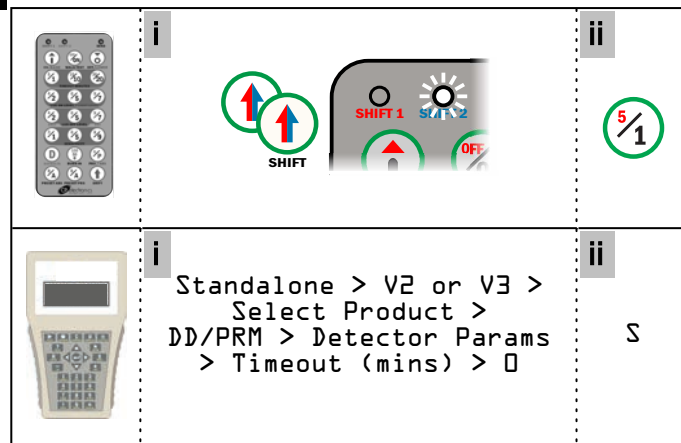 i
ii
SHIFT 1
SHIFT 2
SHIFT
OFF
5/1
i
ii
Standalone > V2 or V3 >
Select Product >
DD/PRM > Detector Params
> Timeout (mins) > 0
S